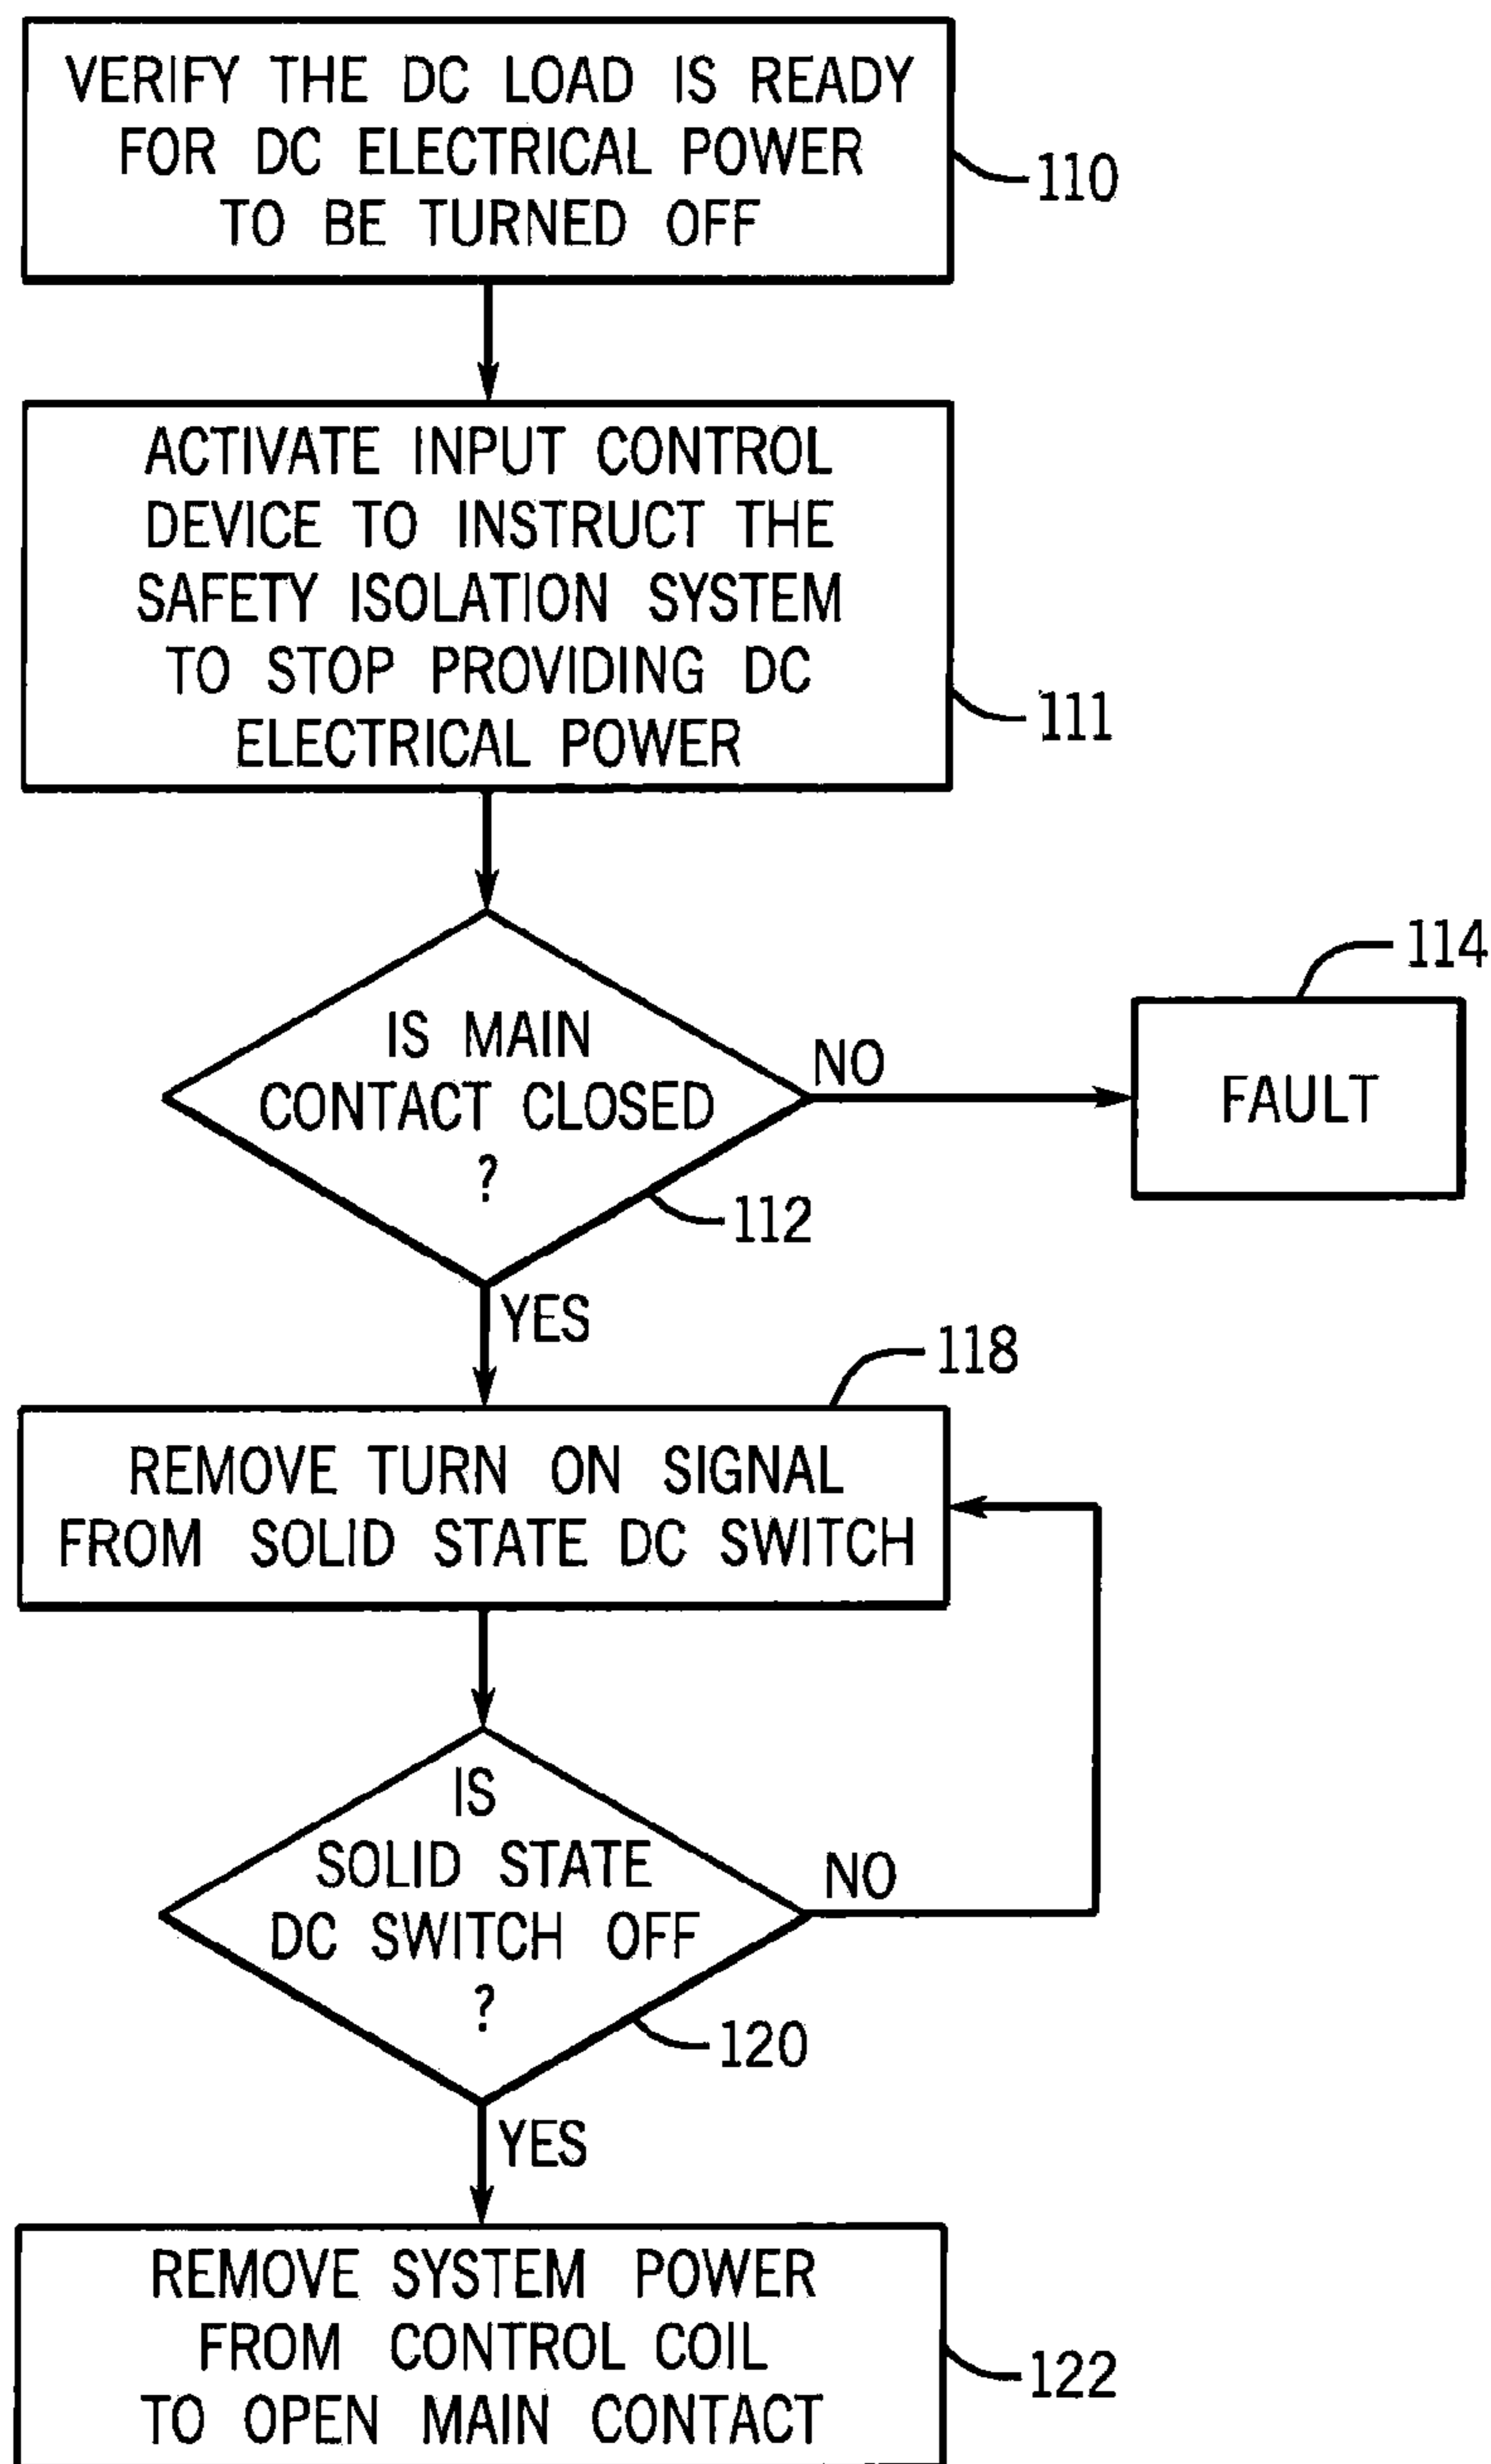 VERIFY THE DC LOAD IS READY
FOR DC ELECTRICAL POWER
TO BE TURNED OFF
110
ACTIVATE INPUT CONTROL
DEVICE TO INSTRUCT THE
SAFETY ISOLATION SYSTEM
TO STOP PROVIDING DC
ELECTRICAL POWER
111
IS MAIN
CONTACT CLOSED
?
112
NO
114
FAULT
YES
118
REMOVE TURN ON SIGNAL
FROM SOLID STATE DC SWITCH
IS
SOLID STATE
DC SWITCH OFF
?
120
NO
YES
REMOVE SYSTEM POWER
FROM CONTROL COIL
TO OPEN MAIN CONTACT
122